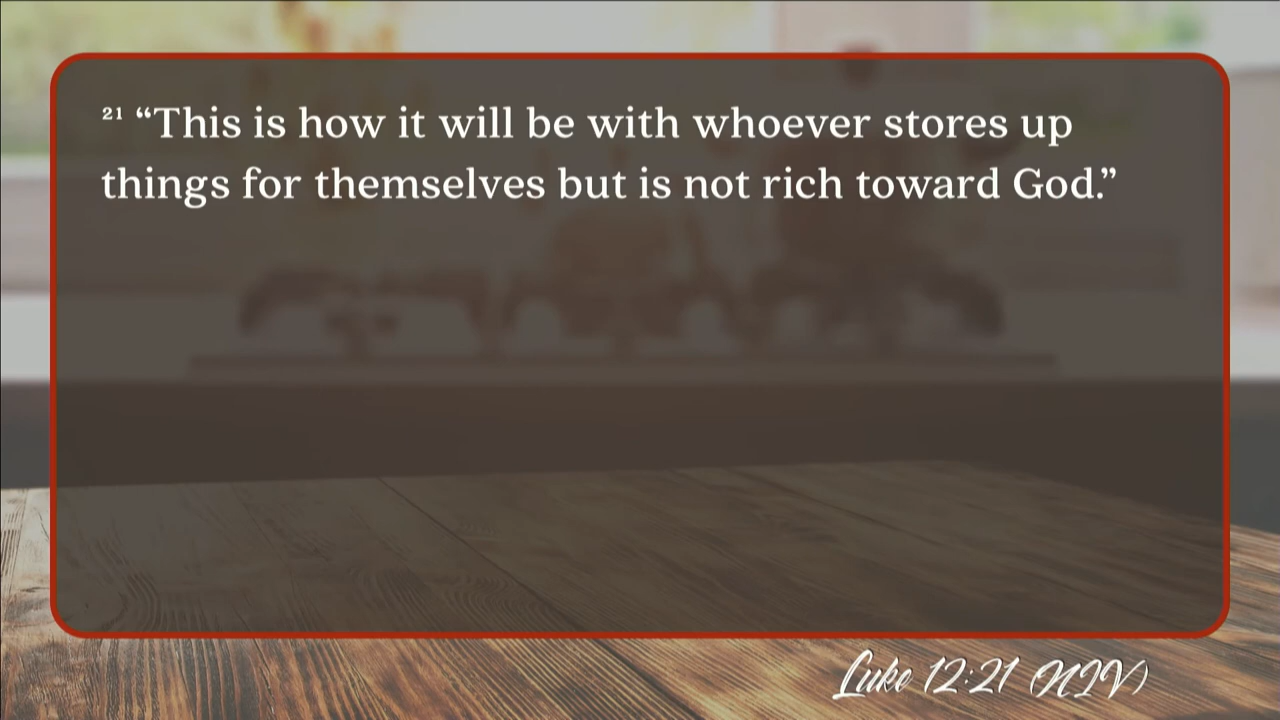 ²¹ “This is how it will be with whoever stores up
things for themselves but is not rich toward God.”
Luke 12:21 (NIV)